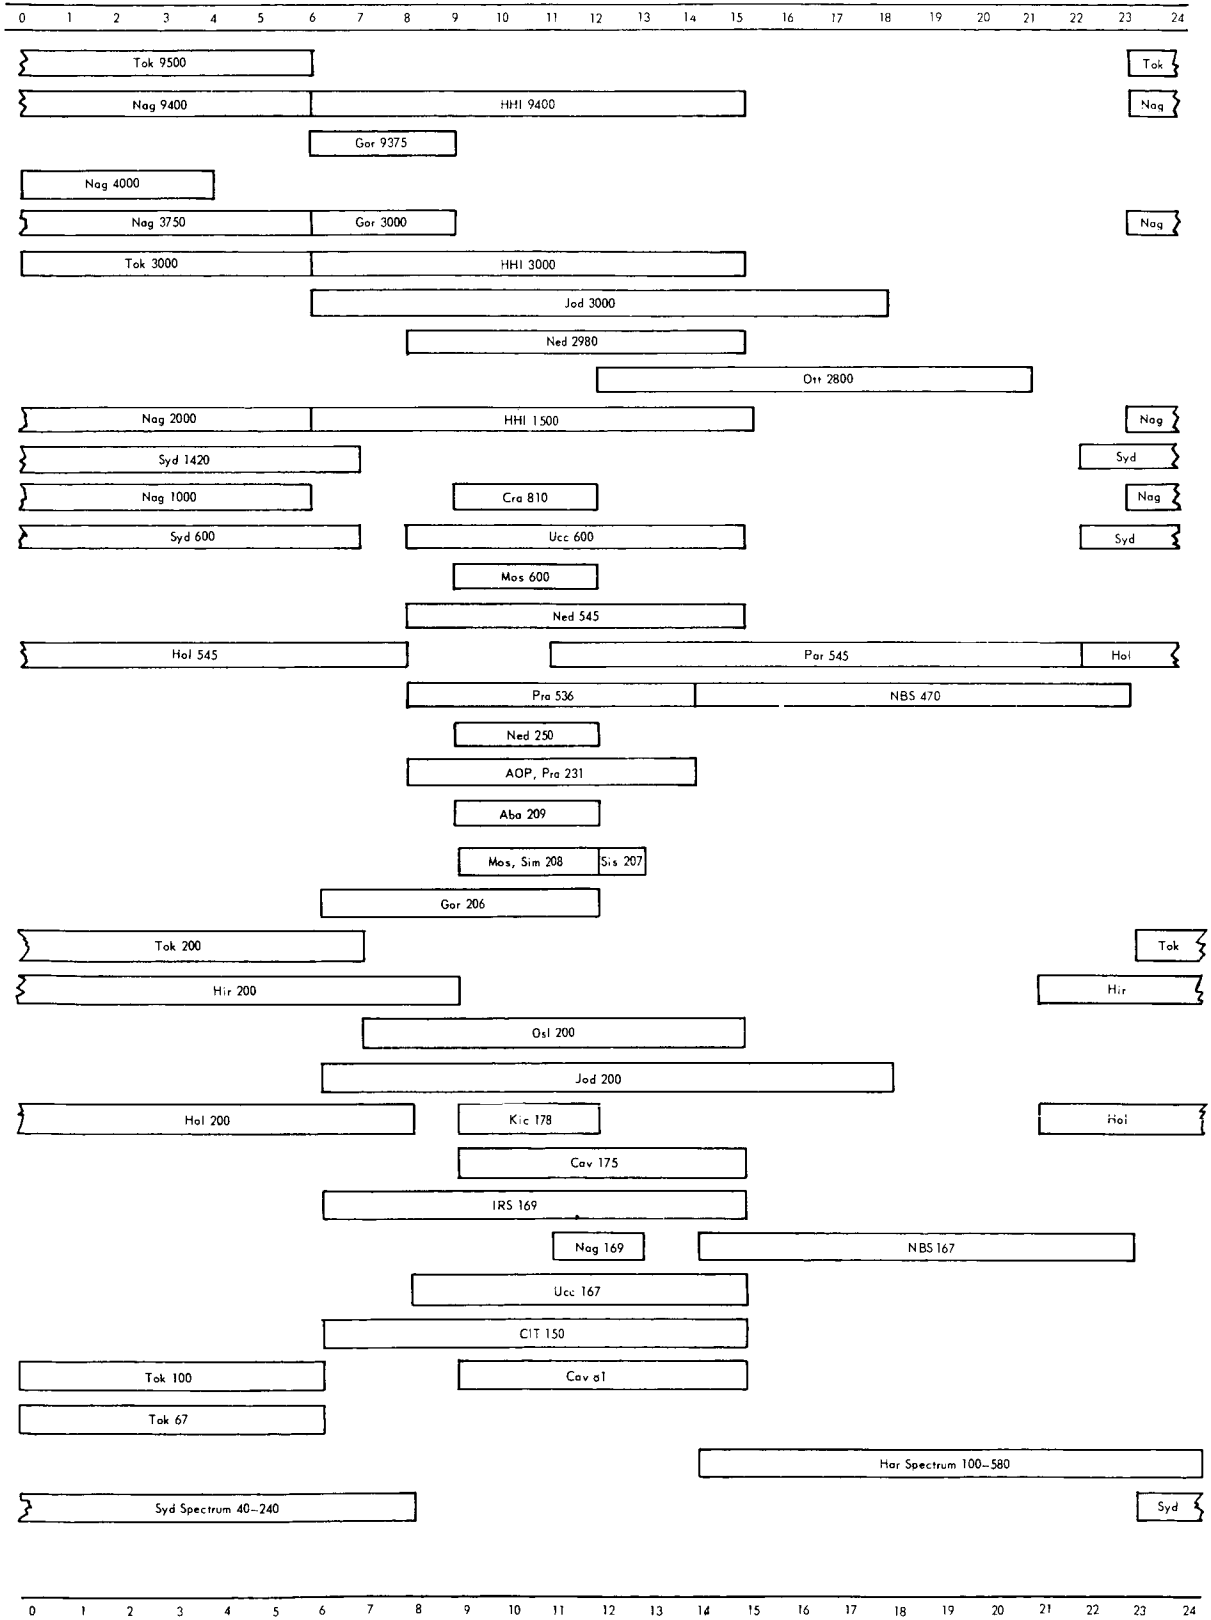 0 1 2 3 4 5 6 7 8 9 10 11 12 13 14 15 16 17 18 19 20 21 22 23 24
Tok 9500 Tok
Nag 9400 HHI 9400 Nag
Gor 9375
Nag 4000
Nag 3750 Gor 3000 Nag
Tok 3000 HHI 3000
Jod 3000
Ned 2980
Ott 2800
Nag 2000 HHI 1500 Nag
Syd 1420 Syd
Nag 1000 Cra 810 Nag
Syd 600 Ucc 600 Syd
Mos 600
Ned 545
Hol 545 Par 545 Hol
Pra 536 NBS 470
Ned 250
AOP, Pra 231
Aba 209
Mos, Sim 208 Sis 207
Gor 206
Tok 200 Tok
Hir 200 Hir
Osl 200
Jod 200
Hol 200 Kic 178 Hol
Cav 175
IRS 169
Nag 169 NBS 167
Ucc 167
CIT 150
Tok 100 Cav 81
Tok 67
Har Spectrum 100–580
Syd Spectrum 40–240 Syd
0 1 2 3 4 5 6 7 8 9 10 11 12 13 14 15 16 17 18 19 20 21 22 23 24